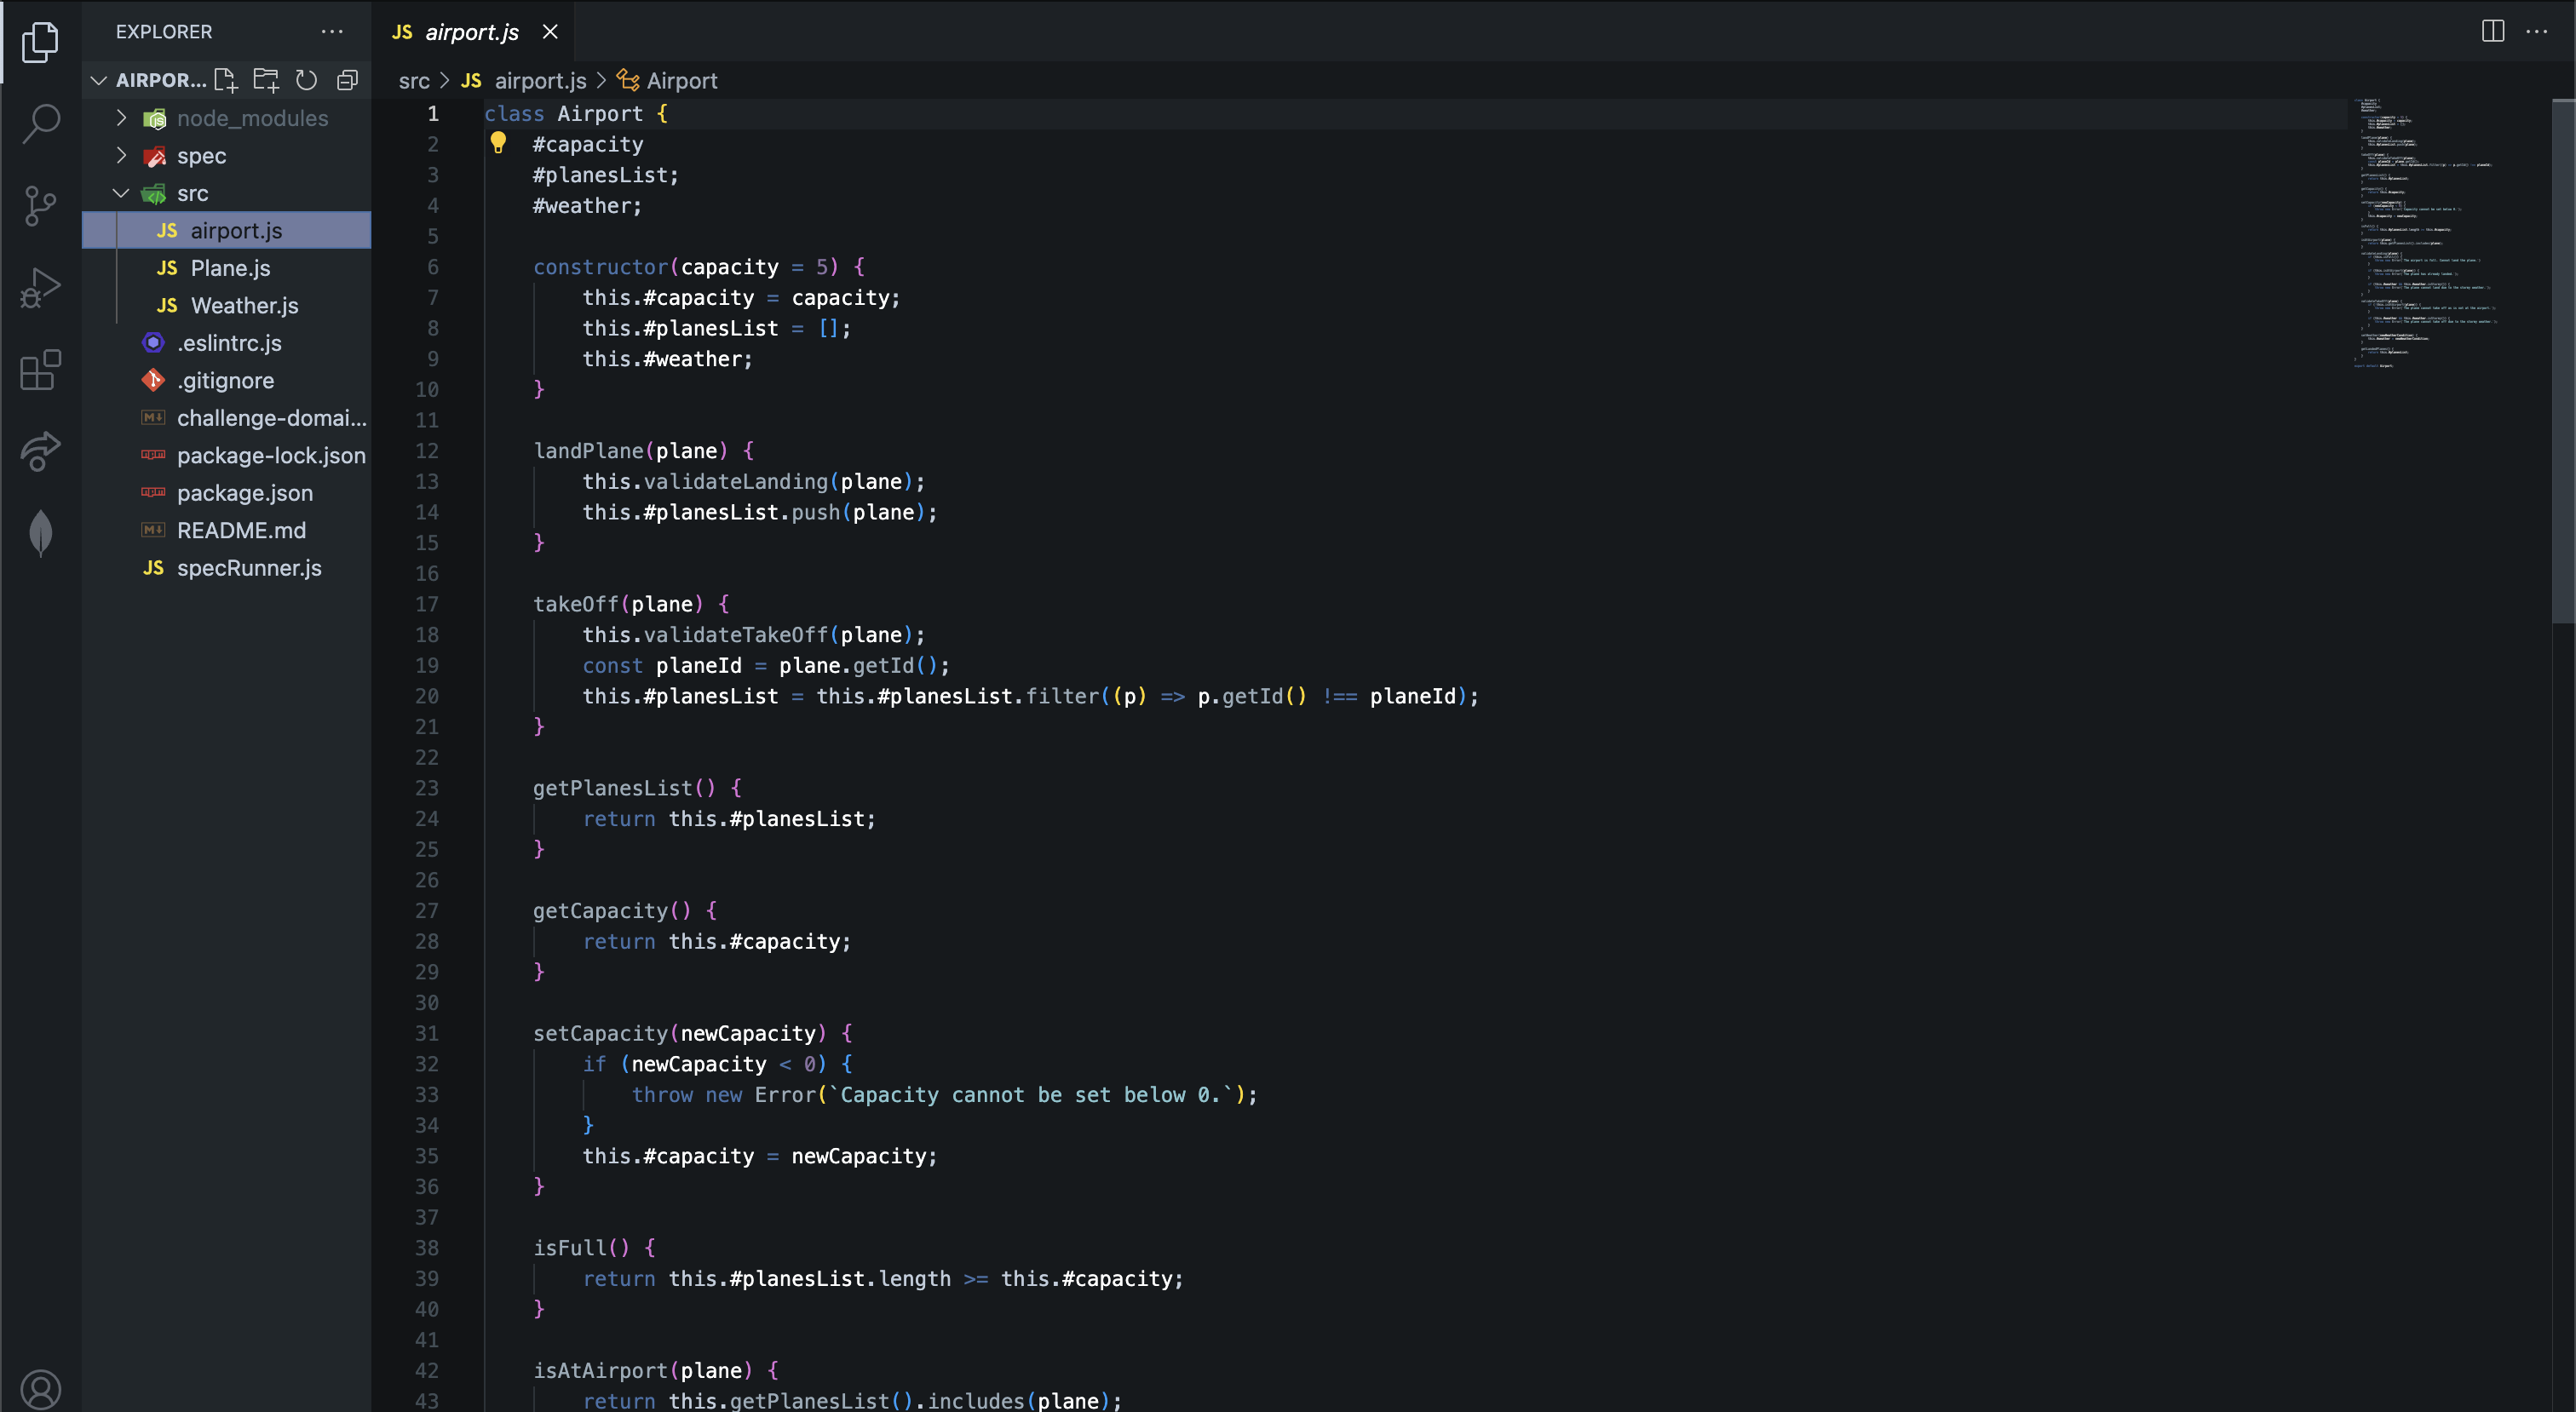 EXPLORER
AIRPOR...
node_modules
spec
src
JS airport.js
JS Plane.js
JS Weather.js
.eslintrc.js
.gitignore
challenge-domai...
package-lock.json
package.json
README.md
JS specRunner.js
JS airport.js
src > JS airport.js > Airport
1 class Airport {
2 #capacity
3 #planesList;
4 #weather;
5
6 constructor(capacity = 5) {
7 this.#capacity = capacity;
8 this.#planesList = [];
9 this.#weather;
10 }
11
12 landPlane(plane) {
13 this.validateLanding(plane);
14 this.#planesList.push(plane);
15 }
16
17 takeOff(plane) {
18 this.validateTakeOff(plane);
19 const planeId = plane.getId();
20 this.#planesList = this.#planesList.filter((p) => p.getId() !== planeId);
21 }
22
23 getPlanesList() {
24 return this.#planesList;
25 }
26
27 getCapacity() {
28 return this.#capacity;
29 }
30
31 setCapacity(newCapacity) {
32 if (newCapacity < 0) {
33 throw new Error(`Capacity cannot be set below 0.`);
34 }
35 this.#capacity = newCapacity;
36 }
37
38 isFull() {
39 return this.#planesList.length >= this.#capacity;
40 }
41
42 isAtAirport(plane) {
43 return this.getPlanesList().includes(plane);